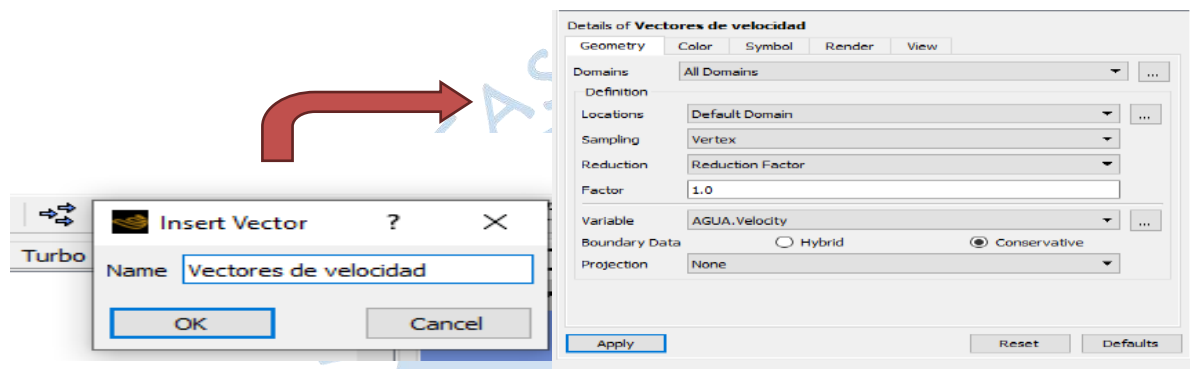 Details of Vectores de velocidad
Geometry Color Symbol Render View
Domains All Domains ...
Definition
Locations Default Domain ...
Sampling Vertex
Reduction Reduction Factor
Factor 1.0
Variable AGUA.Velocity ...
Boundary Data Hybrid Conservative
Projection None
Apply Reset Defaults
Insert Vector ? ×
Turbo
Name Vectores de velocidad
OK Cancel